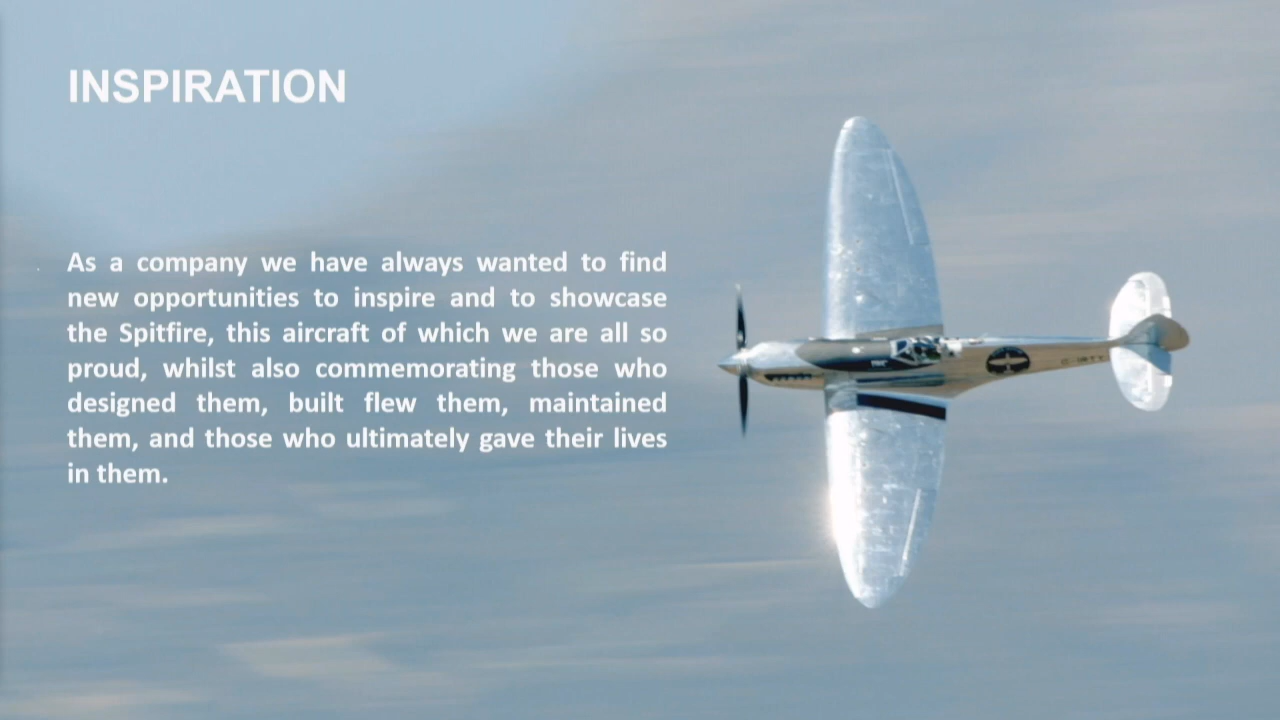 INSPIRATION
As a company we have always wanted to find
new opportunities to inspire and to showcase
the Spitfire, this aircraft of which we are all so
proud, whilst also commemorating those who
designed them, built flew them, maintained
them, and those who ultimately gave their lives
in them.